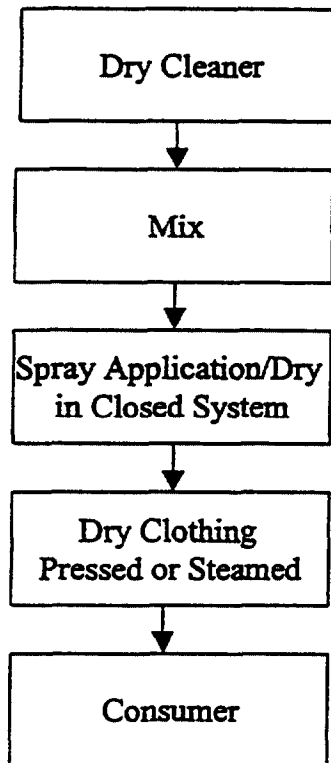 Dry Cleaner
Mix
Spray Application/Dry
in Closed System
Dry Clothing
Pressed or Steamed
Consumer